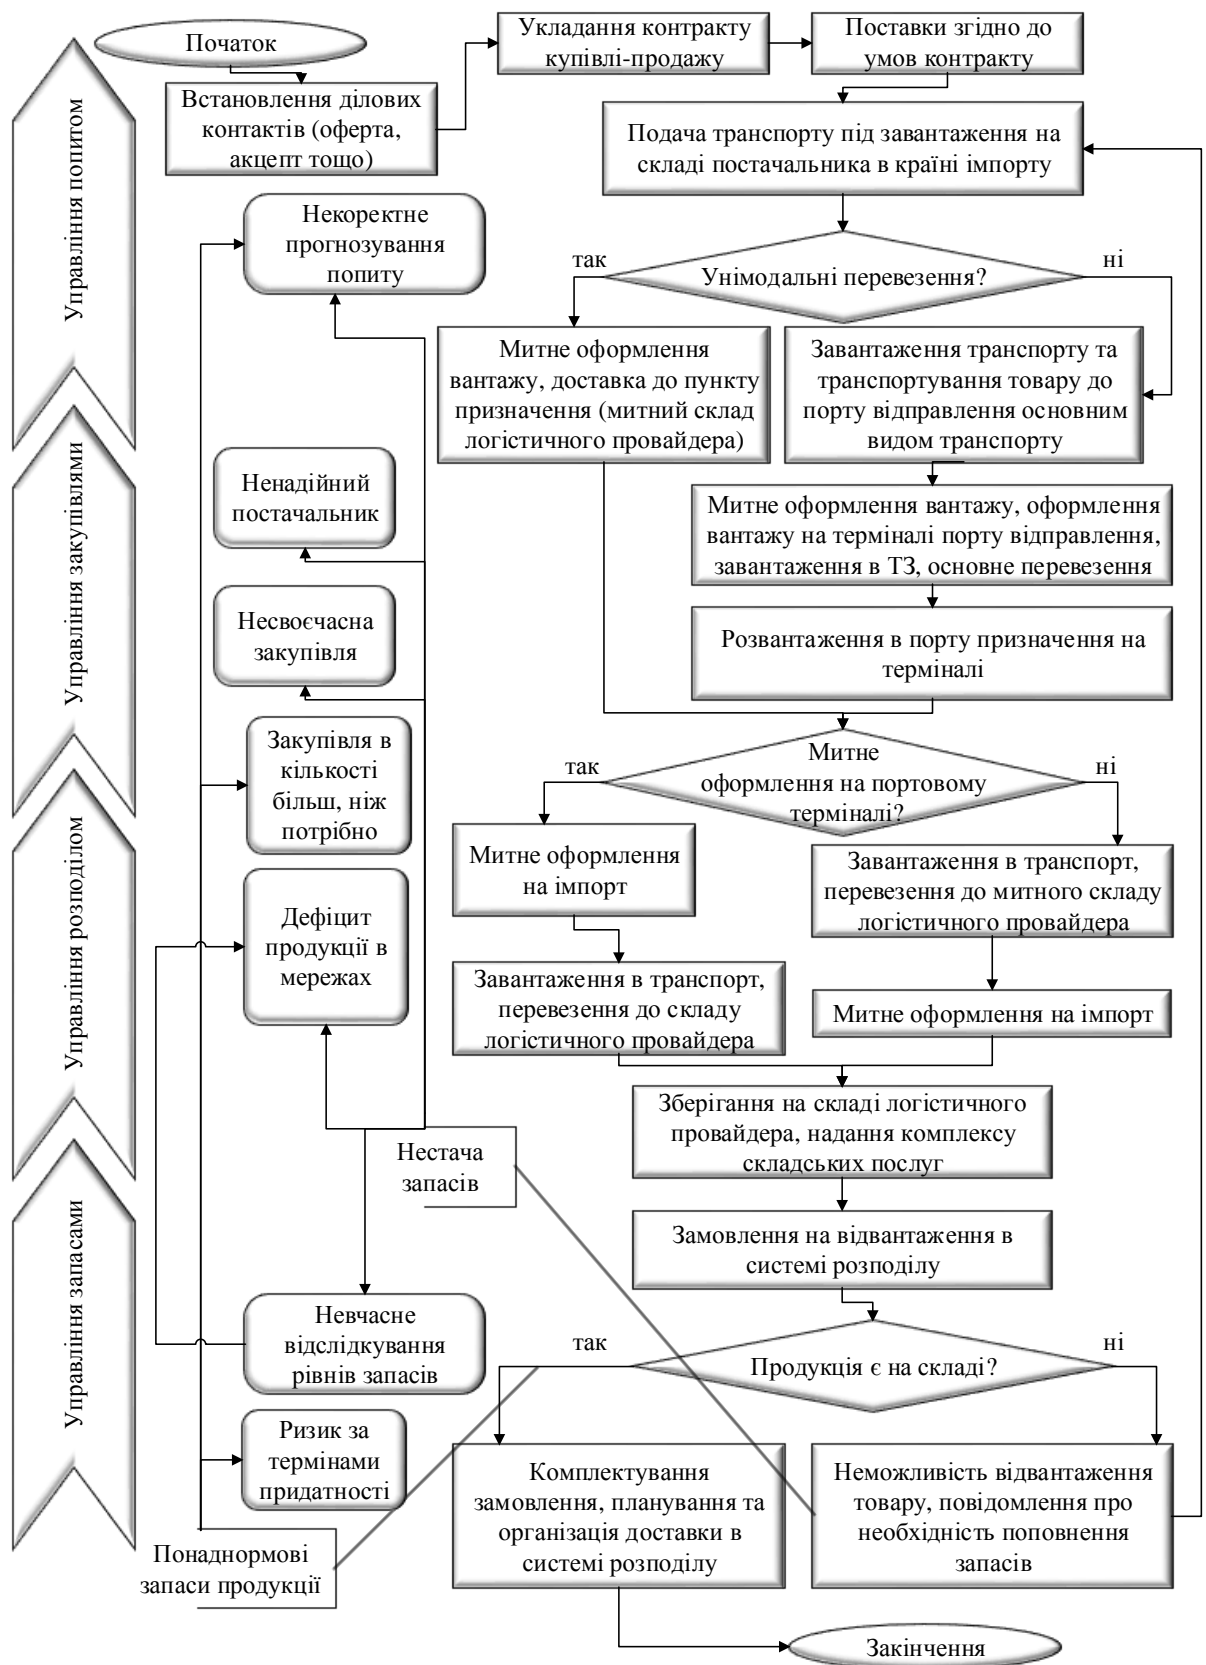 Початок
Укладання контракту
купівлі-продажу
Поставки згідно до
умов контракту
Встановлення ділових
контактів (оферта,
акцепт тощо)
Подача транспорту під завантаження на
складі постачальника в країні імпорту
Управління попитом
Некоректне
прогнозування
попиту
так
Унімодальні перевезення?
ні
Митне оформлення
вантажу, доставка до пункту
призначення (митний склад
логістичного провайдера)
Завантаження транспорту та
транспортування товару до
порту відправлення основним
видом транспорту
Управління закупівлями
Ненадійний
постачальник
Митне оформлення вантажу, оформлення
вантажу на терміналі порту відправлення,
завантаження в ТЗ, основне перевезення
Несвоєчасна
закупівля
Розвантаження в порту призначення на
терміналі
Закупівля в
кількості
більш, ніж
потрібно
так
Митне
оформлення на портовому
терміналі?
ні
Управління розподілом
Митне оформлення
на імпорт
Завантаження в транспорт,
перевезення до митного складу
логістичного провайдера
Дефіцит
продукції в
мережах
Завантаження в транспорт,
перевезення до складу
логістичного провайдера
Митне оформлення на імпорт
Зберігання на складі логістичного
провайдера, надання комплексу
складських послуг
Нестача
запасів
Замовлення на відвантаження в
системі розподілу
Управління запасами
Невчасне
відслідкування
рівнів запасів
так
Продукція є на складі?
ні
Ризик за
термінами
придатності
Комплектування
замовлення, планування та
організація доставки в
системі розподілу
Неможливість відвантаження
товару, повідомлення про
необхідність поповнення
запасів
Понаднормові
запаси продукції
Закінчення